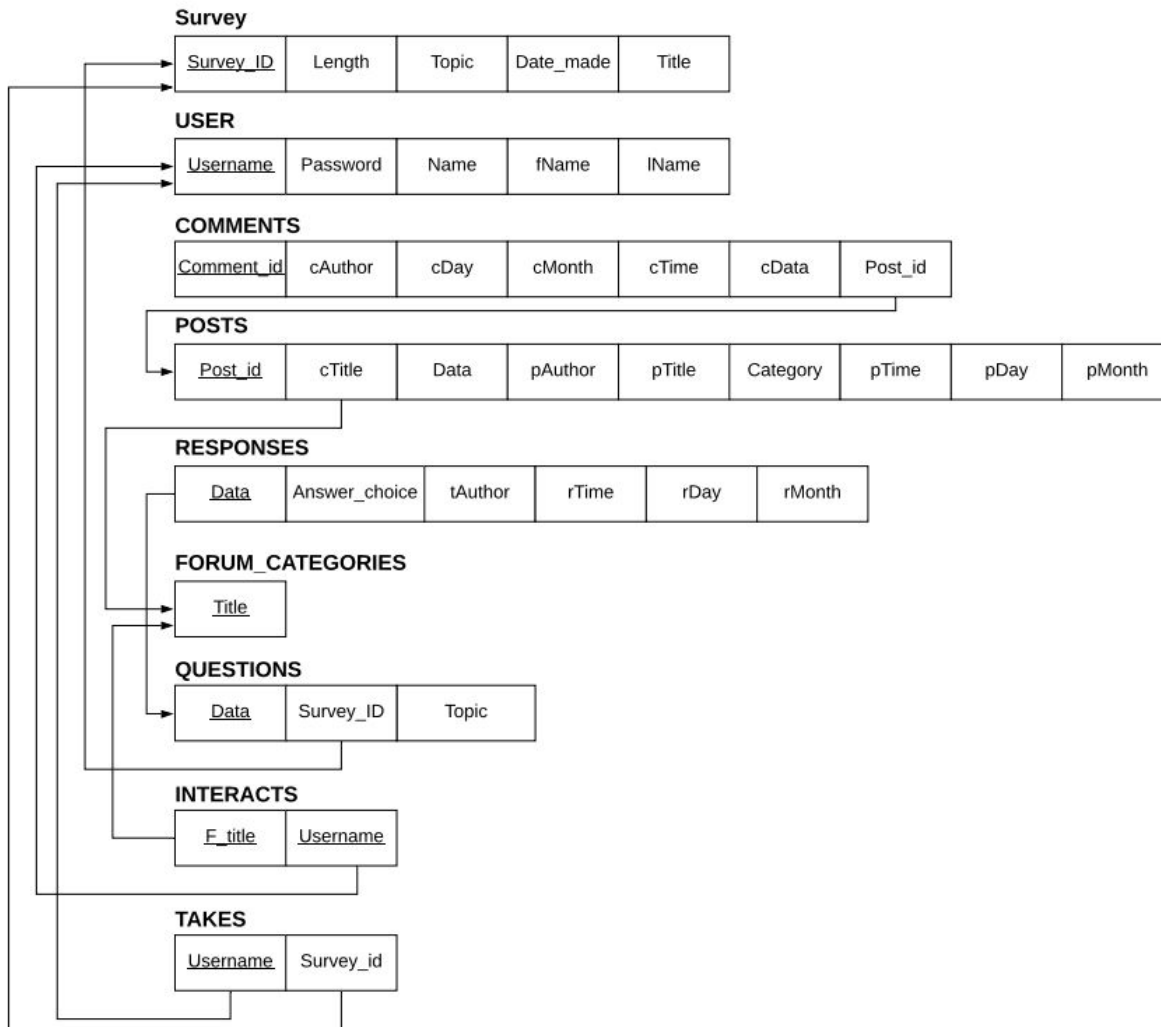 Survey
Survey_ID Length Topic Date_made Title
USER
Username Password Name fName lName
COMMENTS
Comment_id cAuthor cDay cMonth cTime cData Post_id
POSTS
Post_id cTitle Data pAuthor pTitle Category pTime pDay pMonth
RESPONSES
Data Answer_choice tAuthor rTime rDay rMonth
FORUM_CATEGORIES
Title
QUESTIONS
Data Survey_ID Topic
INTERACTS
F_title Username
TAKES
Username Survey_id